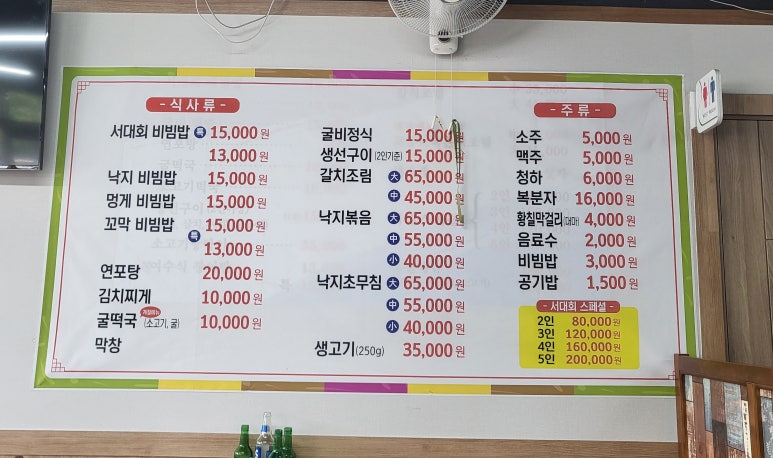 식사류
서대회 비빔밥 특 15,000원
13,000원
낙지 비빔밥 15,000원
멍게 비빔밥 15,000원
꼬막 비빔밥 15,000원
특 13,000원
연포탕 20,000원
김치찌개 10,000원
굴떡국 계절메뉴 (소고기, 굴) 10,000원
막창
굴비정식 15,000원
생선구이(2인기준) 15,000원
갈치조림 大 65,000원
中 45,000원
낙지볶음 大 65,000원
中 55,000원
小 40,000원
낙지초무침 大 65,000원
中 55,000원
小 40,000원
생고기(250g) 35,000원
주류
소주 5,000원
맥주 5,000원
청하 6,000원
복분자 16,000원
황칠막걸리(대마) 4,000원
음료수 2,000원
비빔밥 3,000원
공기밥 1,500원
서대회 스페셜
2인 80,000원
3인 120,000원
4인 160,000원
5인 200,000원